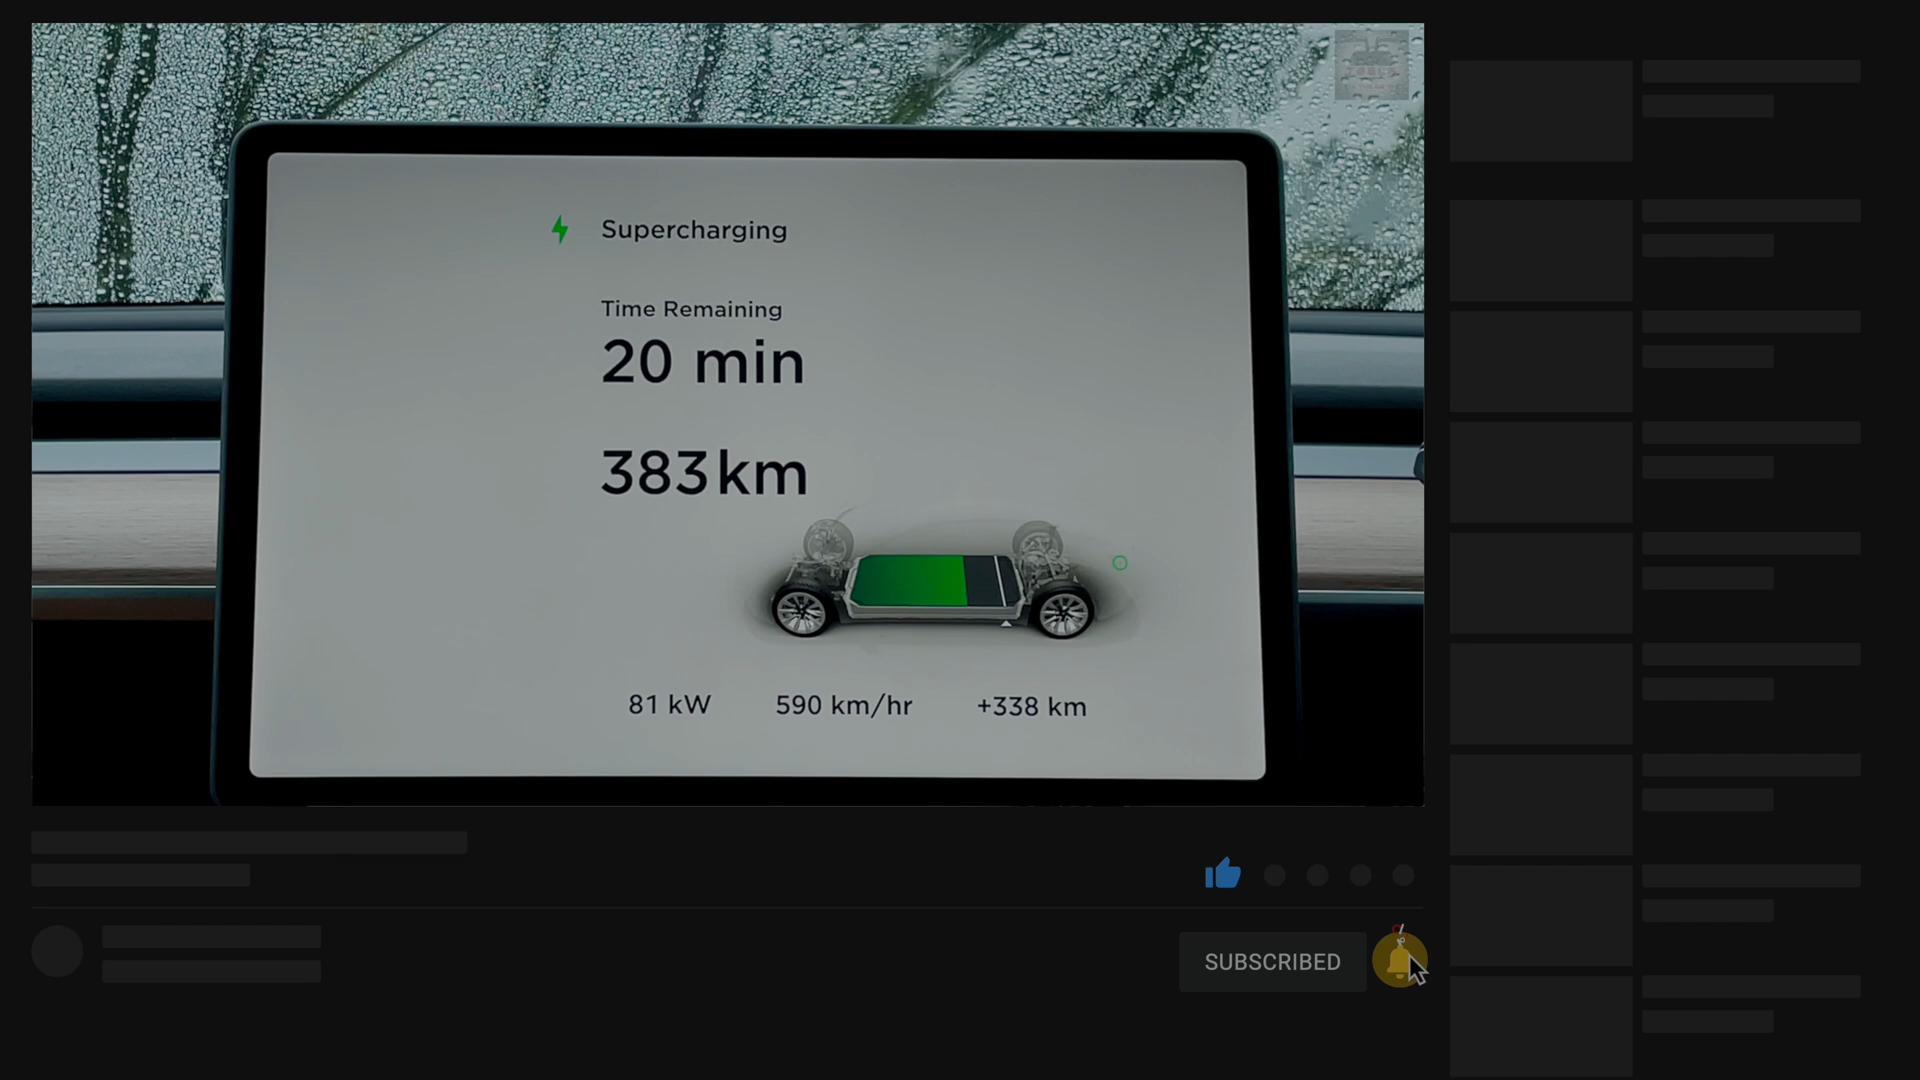 Supercharging
Time Remaining
20 min
383 km
81 kW 590 km/hr +338 km
SUBSCRIBED